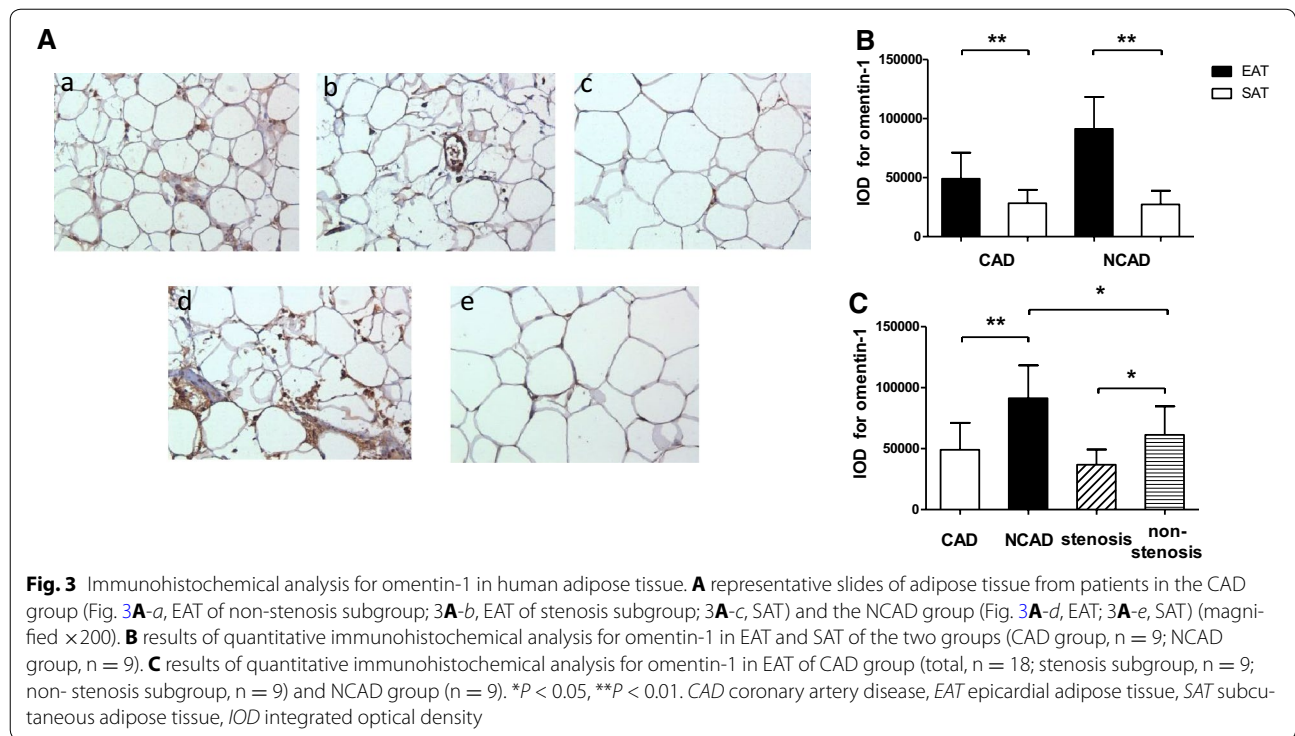 A
a
b
c
d
e
B
**
**
150000
100000
50000
0
IOD for omentin-1
CAD
NCAD
EAT
SAT
C
*
**
*
150000
100000
50000
0
IOD for omentin-1
CAD
NCAD
stenosis
non-
stenosis
Fig. 3 Immunohistochemical analysis for omentin-1 in human adipose tissue. A representative slides of adipose tissue from patients in the CAD
group (Fig. 3A-a, EAT of non-stenosis subgroup; 3A-b, EAT of stenosis subgroup; 3A-c, SAT) and the NCAD group (Fig. 3A-d, EAT; 3A-e, SAT) (magni-
fied ×200). B results of quantitative immunohistochemical analysis for omentin-1 in EAT and SAT of the two groups (CAD group, n = 9; NCAD
group, n = 9). C results of quantitative immunohistochemical analysis for omentin-1 in EAT of CAD group (total, n = 18; stenosis subgroup, n = 9;
non- stenosis subgroup, n = 9) and NCAD group (n = 9). *P < 0.05, **P < 0.01. CAD coronary artery disease, EAT epicardial adipose tissue, SAT subcu-
taneous adipose tissue, IOD integrated optical density